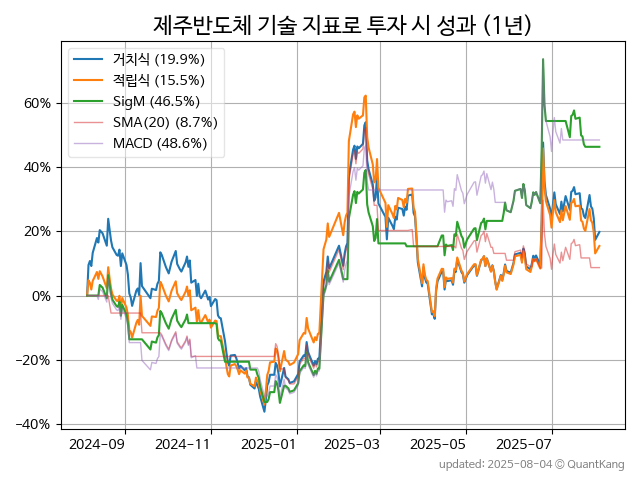 제주반도체 기술 지표로 투자 시 성과 (1년)
거치식 (19.9%)
적립식 (15.5%)
SigM (46.5%)
SMA(20) (8.7%)
MACD (48.6%)
60%
40%
20%
0%
−20%
−40%
2024-09 2024-11 2025-01 2025-03 2025-05 2025-07
updated: 2025-08-04 © QuantKang